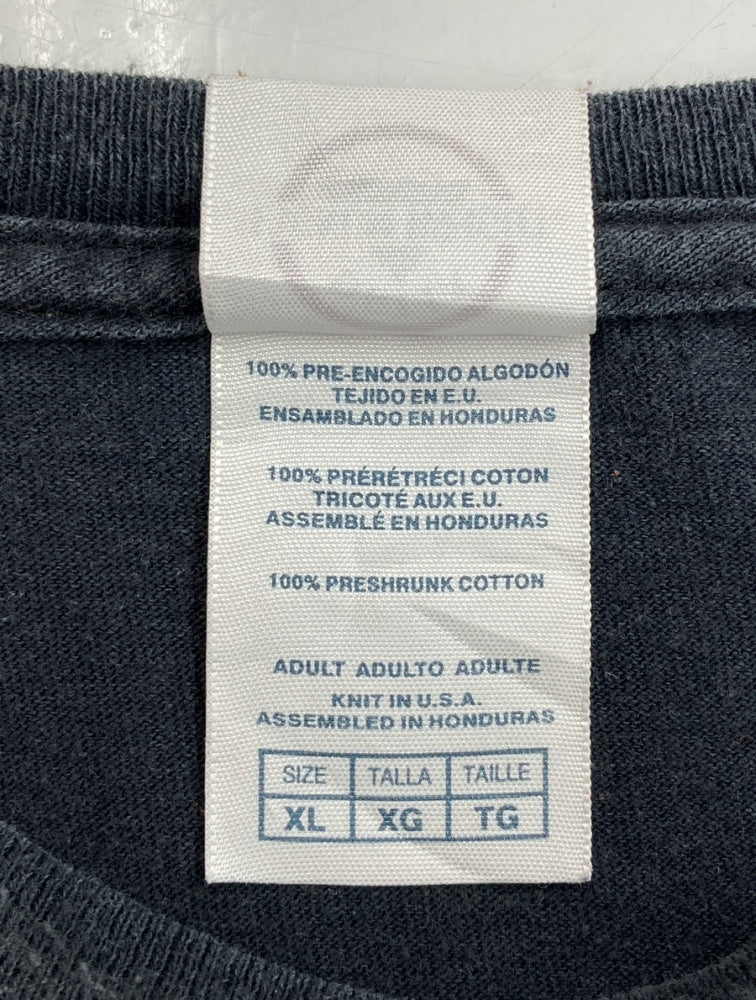 100% PRE-ENCOGIDO ALGODÓN
TEJIDO EN E.U.
ENSAMBLADO EN HONDURAS
100% PRÉRÉTRÉCI COTON
TRICOTÉ AUX E.U.
ASSEMBLÉ EN HONDURAS
100% PRESHRUNK COTTON
ADULT ADULTO ADULTE
KNIT IN U.S.A.
ASSEMBLED IN HONDURAS
SIZE TALLA TAILLE
XL XG TG